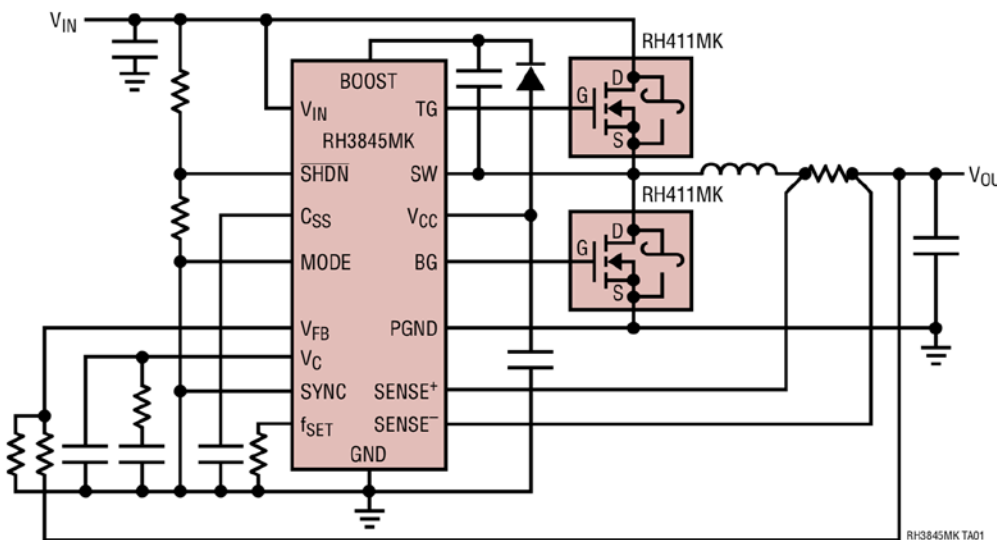 VIN
RH411MK
D
G
S
BOOST
VIN
TG
RH3845MK
SHDN
SW
VOU
RH411MK
CSS
VCC
D
G
S
MODE
BG
VFB
PGND
VC
SYNC
SENSE+
fSET
SENSE−
GND
RH3845MK TA01